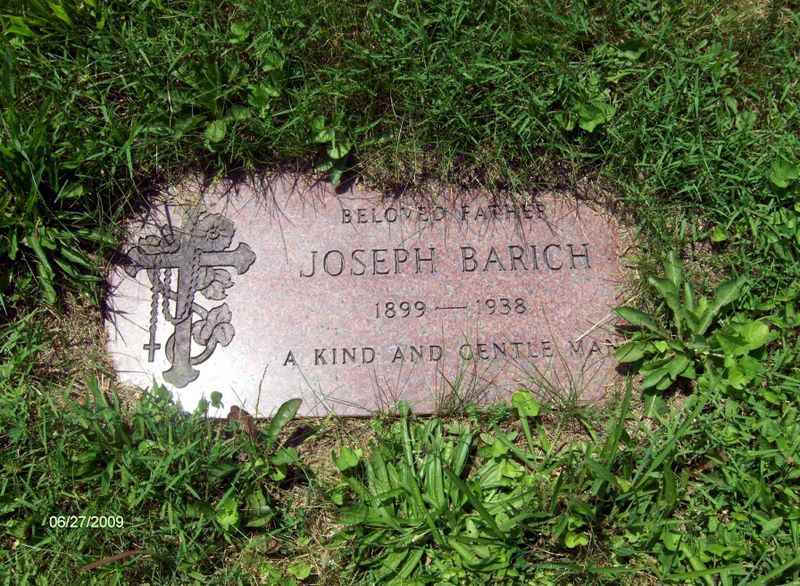 BELOVED FATHER
JOSEPH BARICH
1899 — 1938
A KIND AND GENTLE MAN
06/27/2009